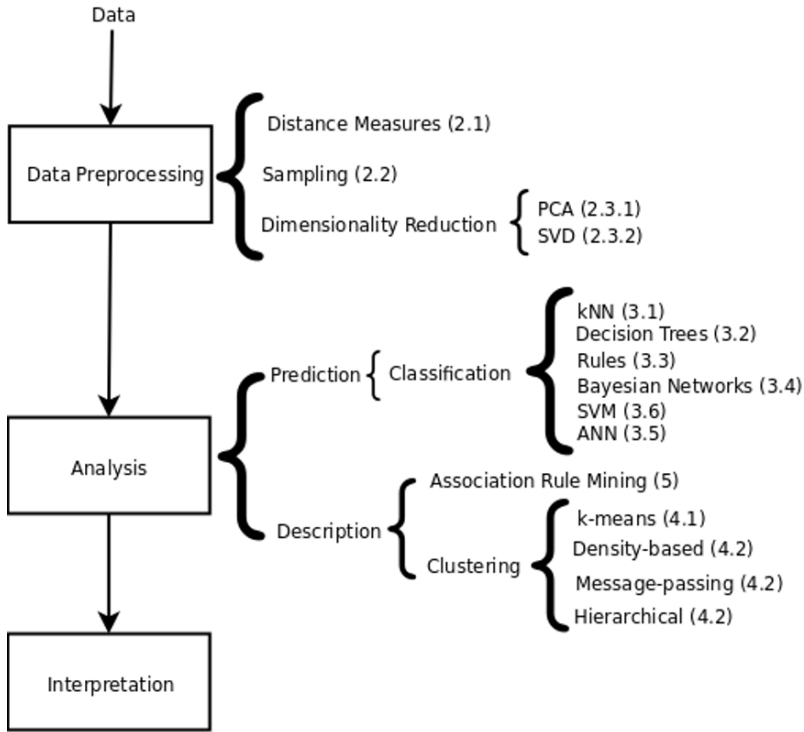 Data
Data Preprocessing
Distance Measures (2.1)
Sampling (2.2)
Dimensionality Reduction
PCA (2.3.1)
SVD (2.3.2)
Analysis
Prediction
Classification
kNN (3.1)
Decision Trees (3.2)
Rules (3.3)
Bayesian Networks (3.4)
SVM (3.6)
ANN (3.5)
Description
Association Rule Mining (5)
Clustering
k-means (4.1)
Density-based (4.2)
Message-passing (4.2)
Hierarchical (4.2)
Interpretation